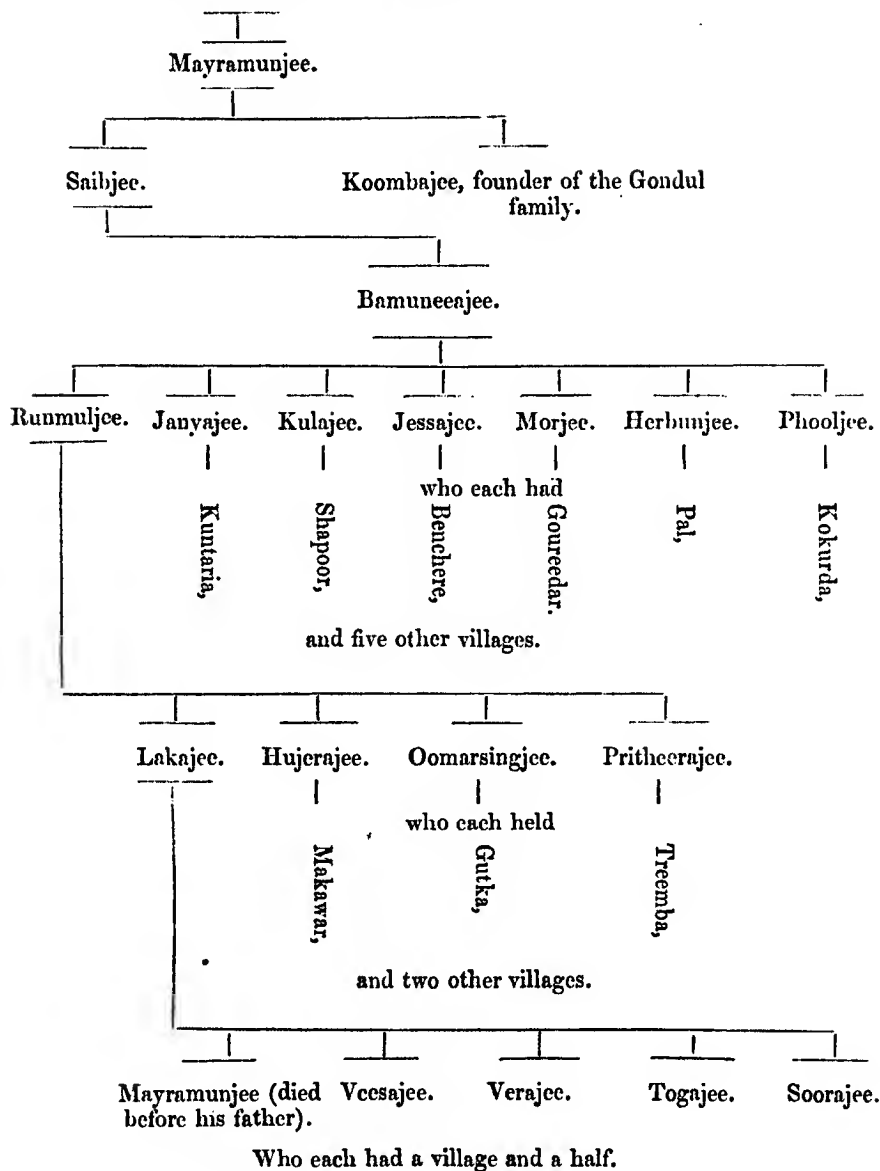 Mayramunjee.
Saibjee. Koombajee, founder of the Gondul
family.
Bamuneeajee.
Runmuljee. Janyajee. Kulajee. Jessajee. Morjee. Herbunjee. Phooljee.
who each had
Kuntaria, Shapoor, Benchere, Goureedar. Pal, Kokurda,
and five other villages.
Lakajee. Hujerajee. Oomarsingjee. Pritheerajee.
who each held
Makawar, Gutka, Treemba,
and two other villages.
Mayramunjee (died Veesajee. Verajee. Togajee. Soorajee.
before his father).
Who each had a village and a half.